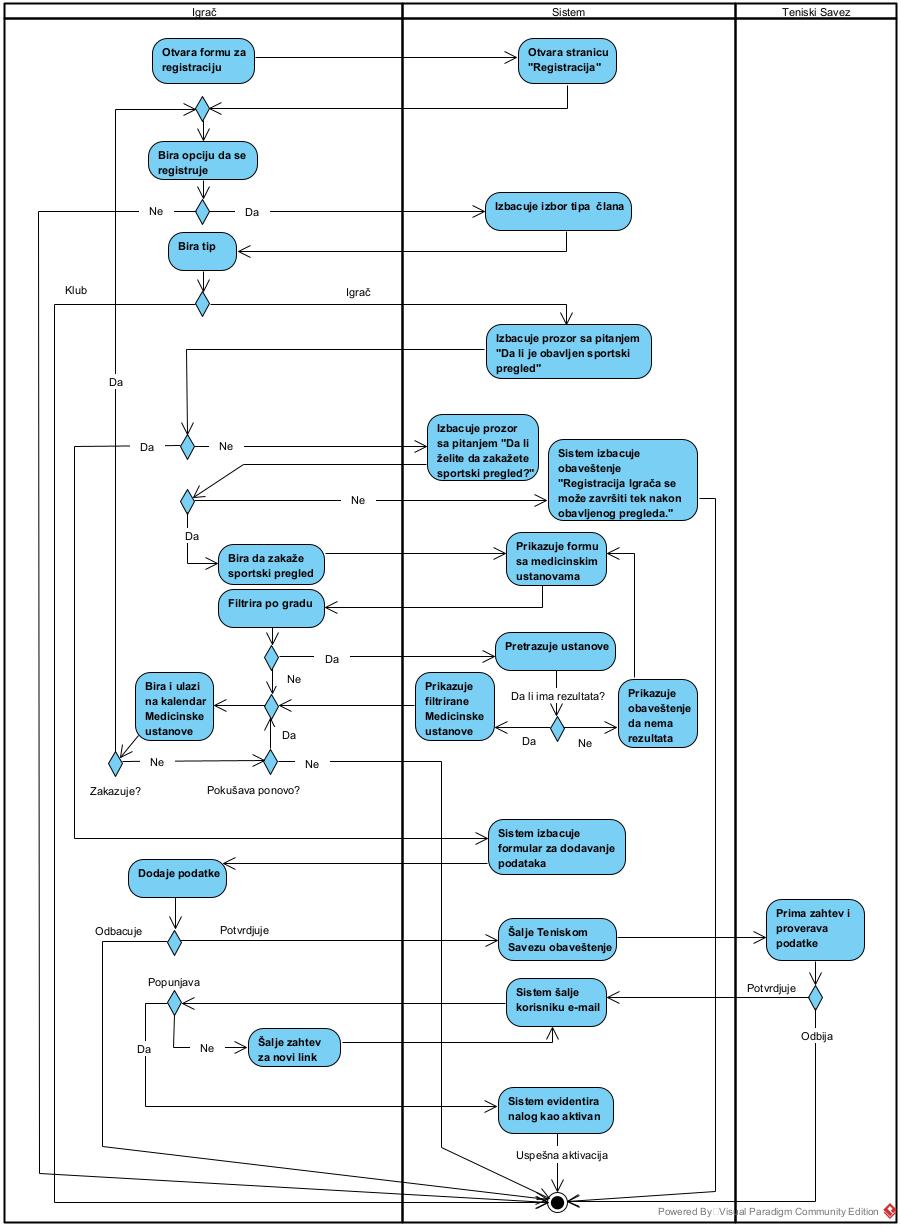 Igrač
Sistem
Teniski Savez
Otvara formu za
registraciju
Otvara stranicu
"Registracija"
Bira opciju da se
registruje
Ne
Da
Izbacuje izbor tipa člana
Bira tip
Klub
Igrač
Izbacuje prozor sa pitanjem
"Da li je obavljen sportski
pregled"
Da
Da
Ne
Izbacuje prozor
sa pitanjem "Da li
želite da zakažete
sportski pregled?"
Sistem izbacuje
obaveštenje
"Registracija Igrača se
može završiti tek nakon
obavljenog pregleda."
Ne
Da
Bira da zakaže
sportski pregled
Prikazuje formu
sa medicinskim
ustanovama
Filtrira po gradu
Da
Ne
Pretrazuje ustanove
Da li ima rezultata?
Bira i ulazi
na kalendar
Medicinske
ustanove
Prikazuje
filtrirane
Medicinske
ustanove
Prikazuje
obaveštenje
da nema
rezultata
Da
Da
Ne
Ne
Ne
Zakazuje?
Pokušava ponovo?
Sistem izbacuje
formular za dodavanje
podataka
Dodaje podatke
Odbacuje
Potvrdjuje
Šalje Teniskom
Savezu obaveštenje
Prima zahtev i
proverava
podatke
Popunjava
Sistem šalje
korisniku e-mail
Potvrdjuje
Odbija
Da
Ne
Šalje zahtev
za novi link
Sistem evidentira
nalog kao aktivan
Uspešna aktivacija
Powered By Visual Paradigm Community Edition